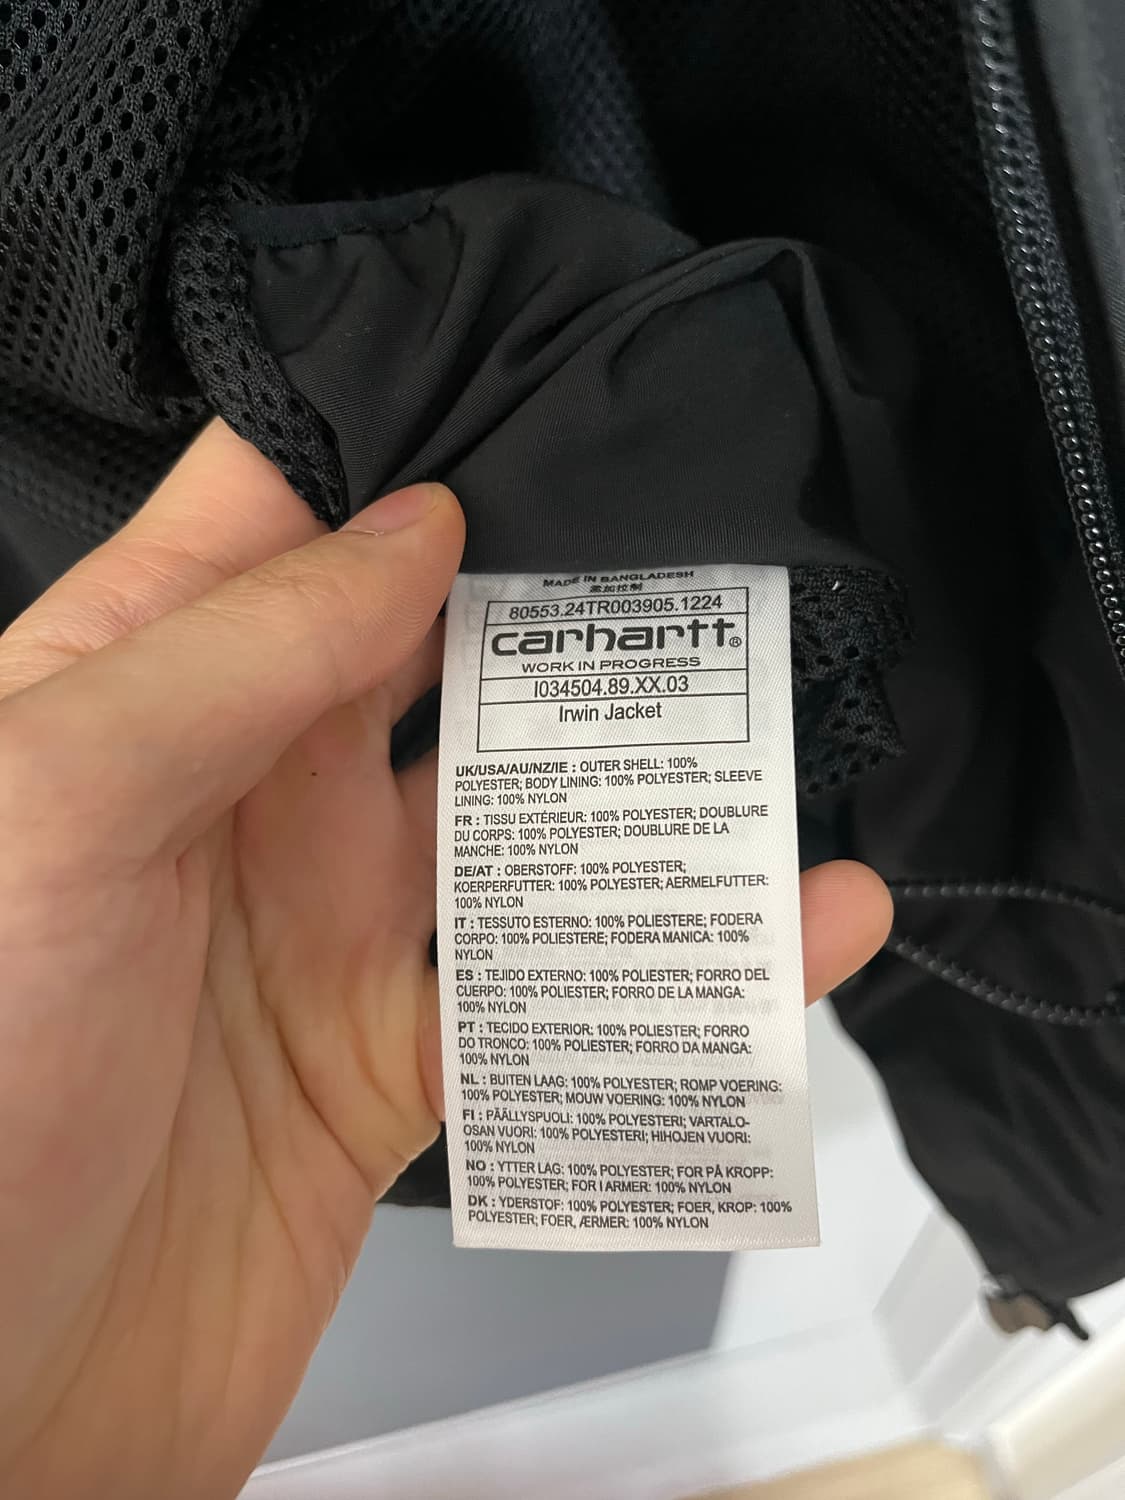 MADE IN BANGLADESH
孟加拉制
80553.24TR003905.1224
carhartt®
WORK IN PROGRESS
I034504.89.XX.03
Irwin Jacket
UK/USA/AU/NZ/IE : OUTER SHELL: 100%
POLYESTER; BODY LINING: 100% POLYESTER; SLEEVE
LINING: 100% NYLON
FR : TISSU EXTÉRIEUR: 100% POLYESTER; DOUBLURE
DU CORPS: 100% POLYESTER; DOUBLURE DE LA
MANCHE: 100% NYLON
DE/AT : OBERSTOFF: 100% POLYESTER;
KOERPERFUTTER: 100% POLYESTER; AERMELFUTTER:
100% NYLON
IT : TESSUTO ESTERNO: 100% POLIESTERE; FODERA
CORPO: 100% POLIESTERE; FODERA MANICA: 100%
NYLON
ES : TEJIDO EXTERNO: 100% POLIESTER; FORRO DEL
CUERPO: 100% POLIESTER; FORRO DE LA MANGA:
100% NYLON
PT : TECIDO EXTERIOR: 100% POLIESTER; FORRO
DO TRONCO: 100% POLIESTER; FORRO DA MANGA:
100% NYLON
NL : BUITEN LAAG: 100% POLYESTER; ROMP VOERING:
100% POLYESTER; MOUW VOERING: 100% NYLON
FI : PÄÄLLYSPUOLI: 100% POLYESTERI; VARTALO-
OSAN VUORI: 100% POLYESTERI; HIHOJEN VUORI:
100% NYLON
NO : YTTER LAG: 100% POLYESTER; FOR PÅ KROPP:
100% POLYESTER; FOR I ARMER: 100% NYLON
DK : YDERSTOF: 100% POLYESTER; FOER, KROP: 100%
POLYESTER; FOER, ÆRMER: 100% NYLON